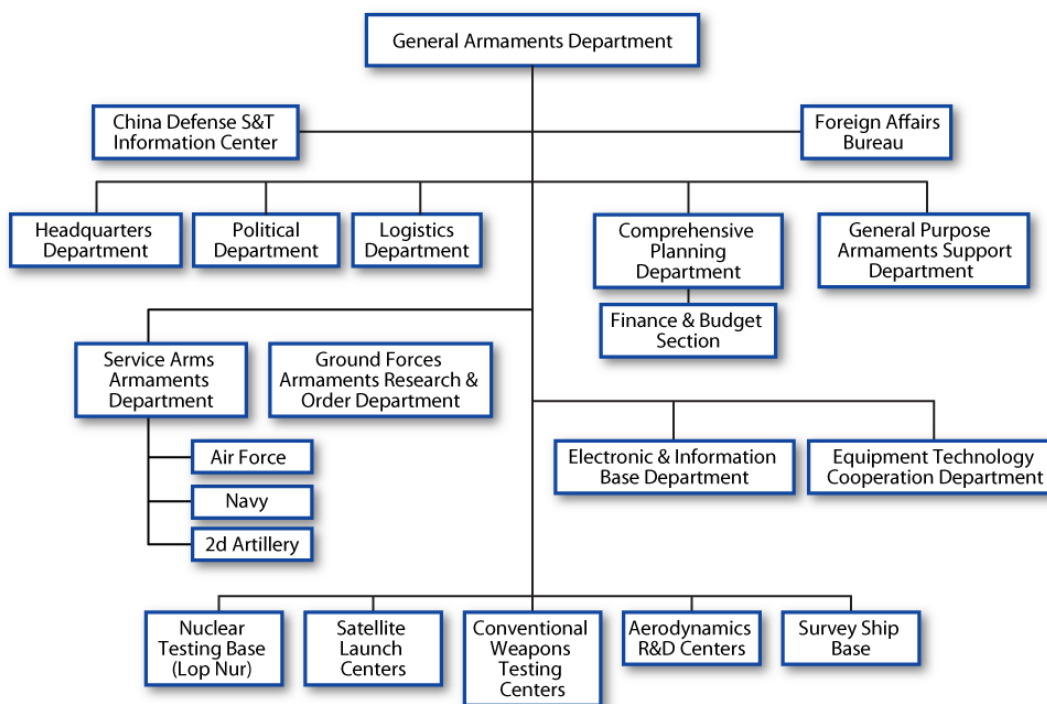 General Armaments Department
China Defense S&T
Information Center
Foreign Affairs
Bureau
Headquarters
Department
Political
Department
Logistics
Department
Comprehensive
Planning
Department
General Purpose
Armaments Support
Department
Finance & Budget
Section
Service Arms
Armaments
Department
Ground Forces
Armaments Research &
Order Department
Air Force
Navy
2d Artillery
Electronic & Information
Base Department
Equipment Technology
Cooperation Department
Nuclear
Testing Base
(Lop Nur)
Satellite
Launch
Centers
Conventional
Weapons
Testing
Centers
Aerodynamics
R&D Centers
Survey Ship
Base